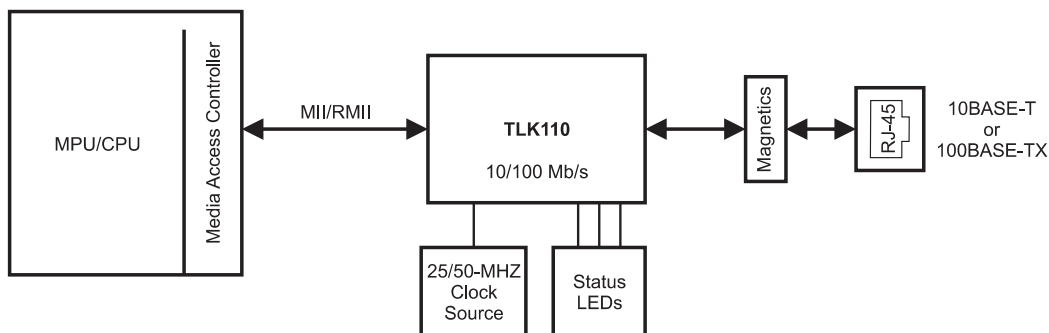 MPU/CPU
Media Access Controller
MII/RMII
TLK110
10/100 Mb/s
Magnetics
RJ-45
10BASE-T
or
100BASE-TX
25/50-MHZ
Clock
Source
Status
LEDs